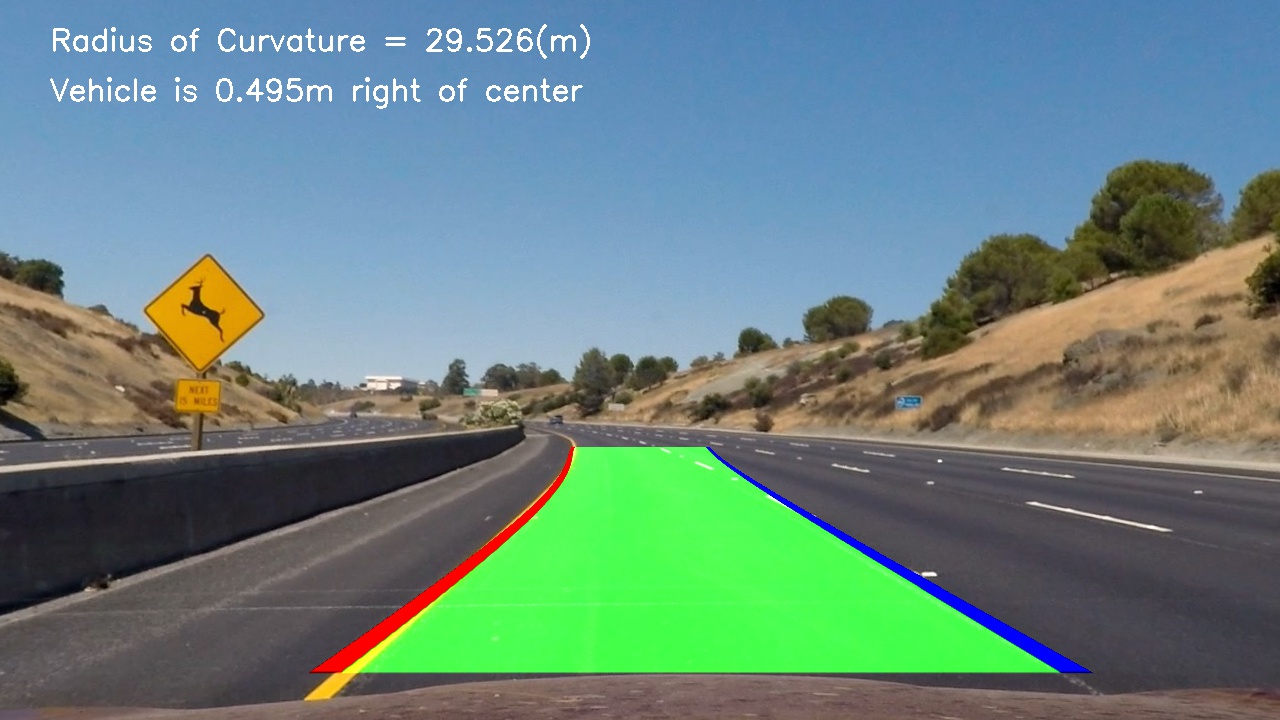 Radius of Curvature = 29.526(m)
Vehicle is 0.495m right of center
NEXT
15 MILES